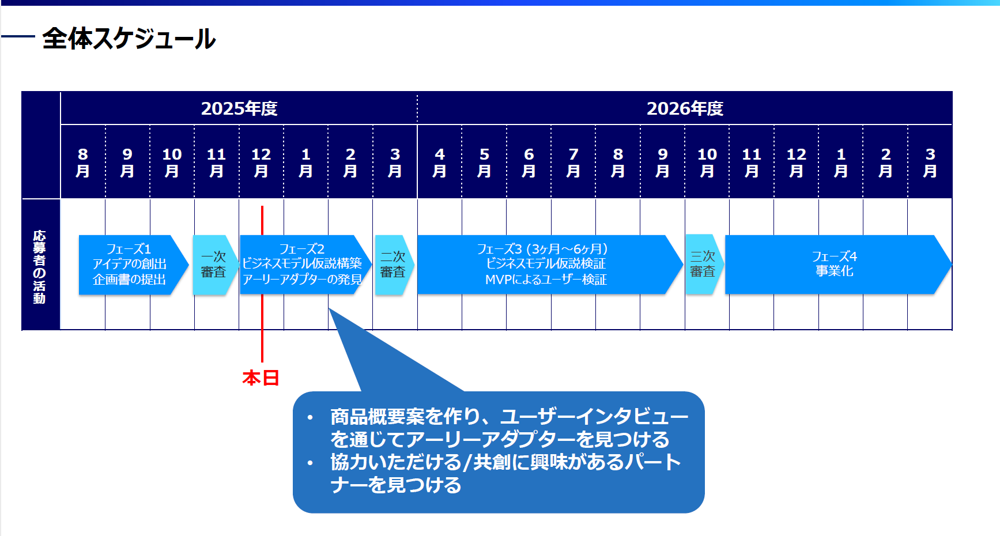 全体スケジュール
2025年度
2026年度
8月
9月
10月
11月
12月
1月
2月
3月
4月
5月
6月
7月
8月
9月
10月
11月
12月
1月
2月
3月
応募者の活動
フェーズ1
アイデアの創出
企画書の提出
一次
審査
フェーズ2
ビジネスモデル仮説構築
アーリーアダプターの発見
二次
審査
フェーズ3 (3ヶ月~6ヶ月)
ビジネスモデル仮説検証
MVPによるユーザー検証
三次
審査
フェーズ4
事業化
本日
• 商品概要案を作り、ユーザーインタビュー
を通じてアーリーアダプターを見つける
• 協力いただける/共創に興味があるパート
ナーを見つける